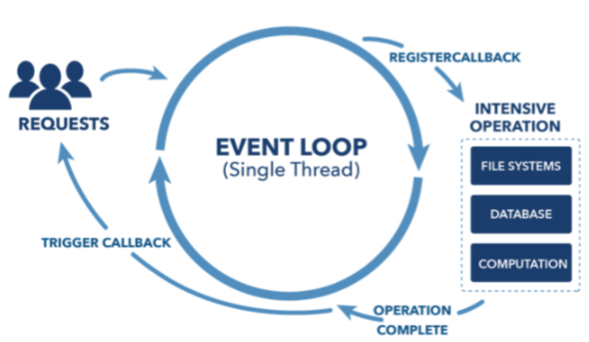 REGISTERCALLBACK
REQUESTS
INTENSIVE
OPERATION
EVENT LOOP
(Single Thread)
FILE SYSTEMS
DATABASE
COMPUTATION
TRIGGER CALLBACK
OPERATION
COMPLETE